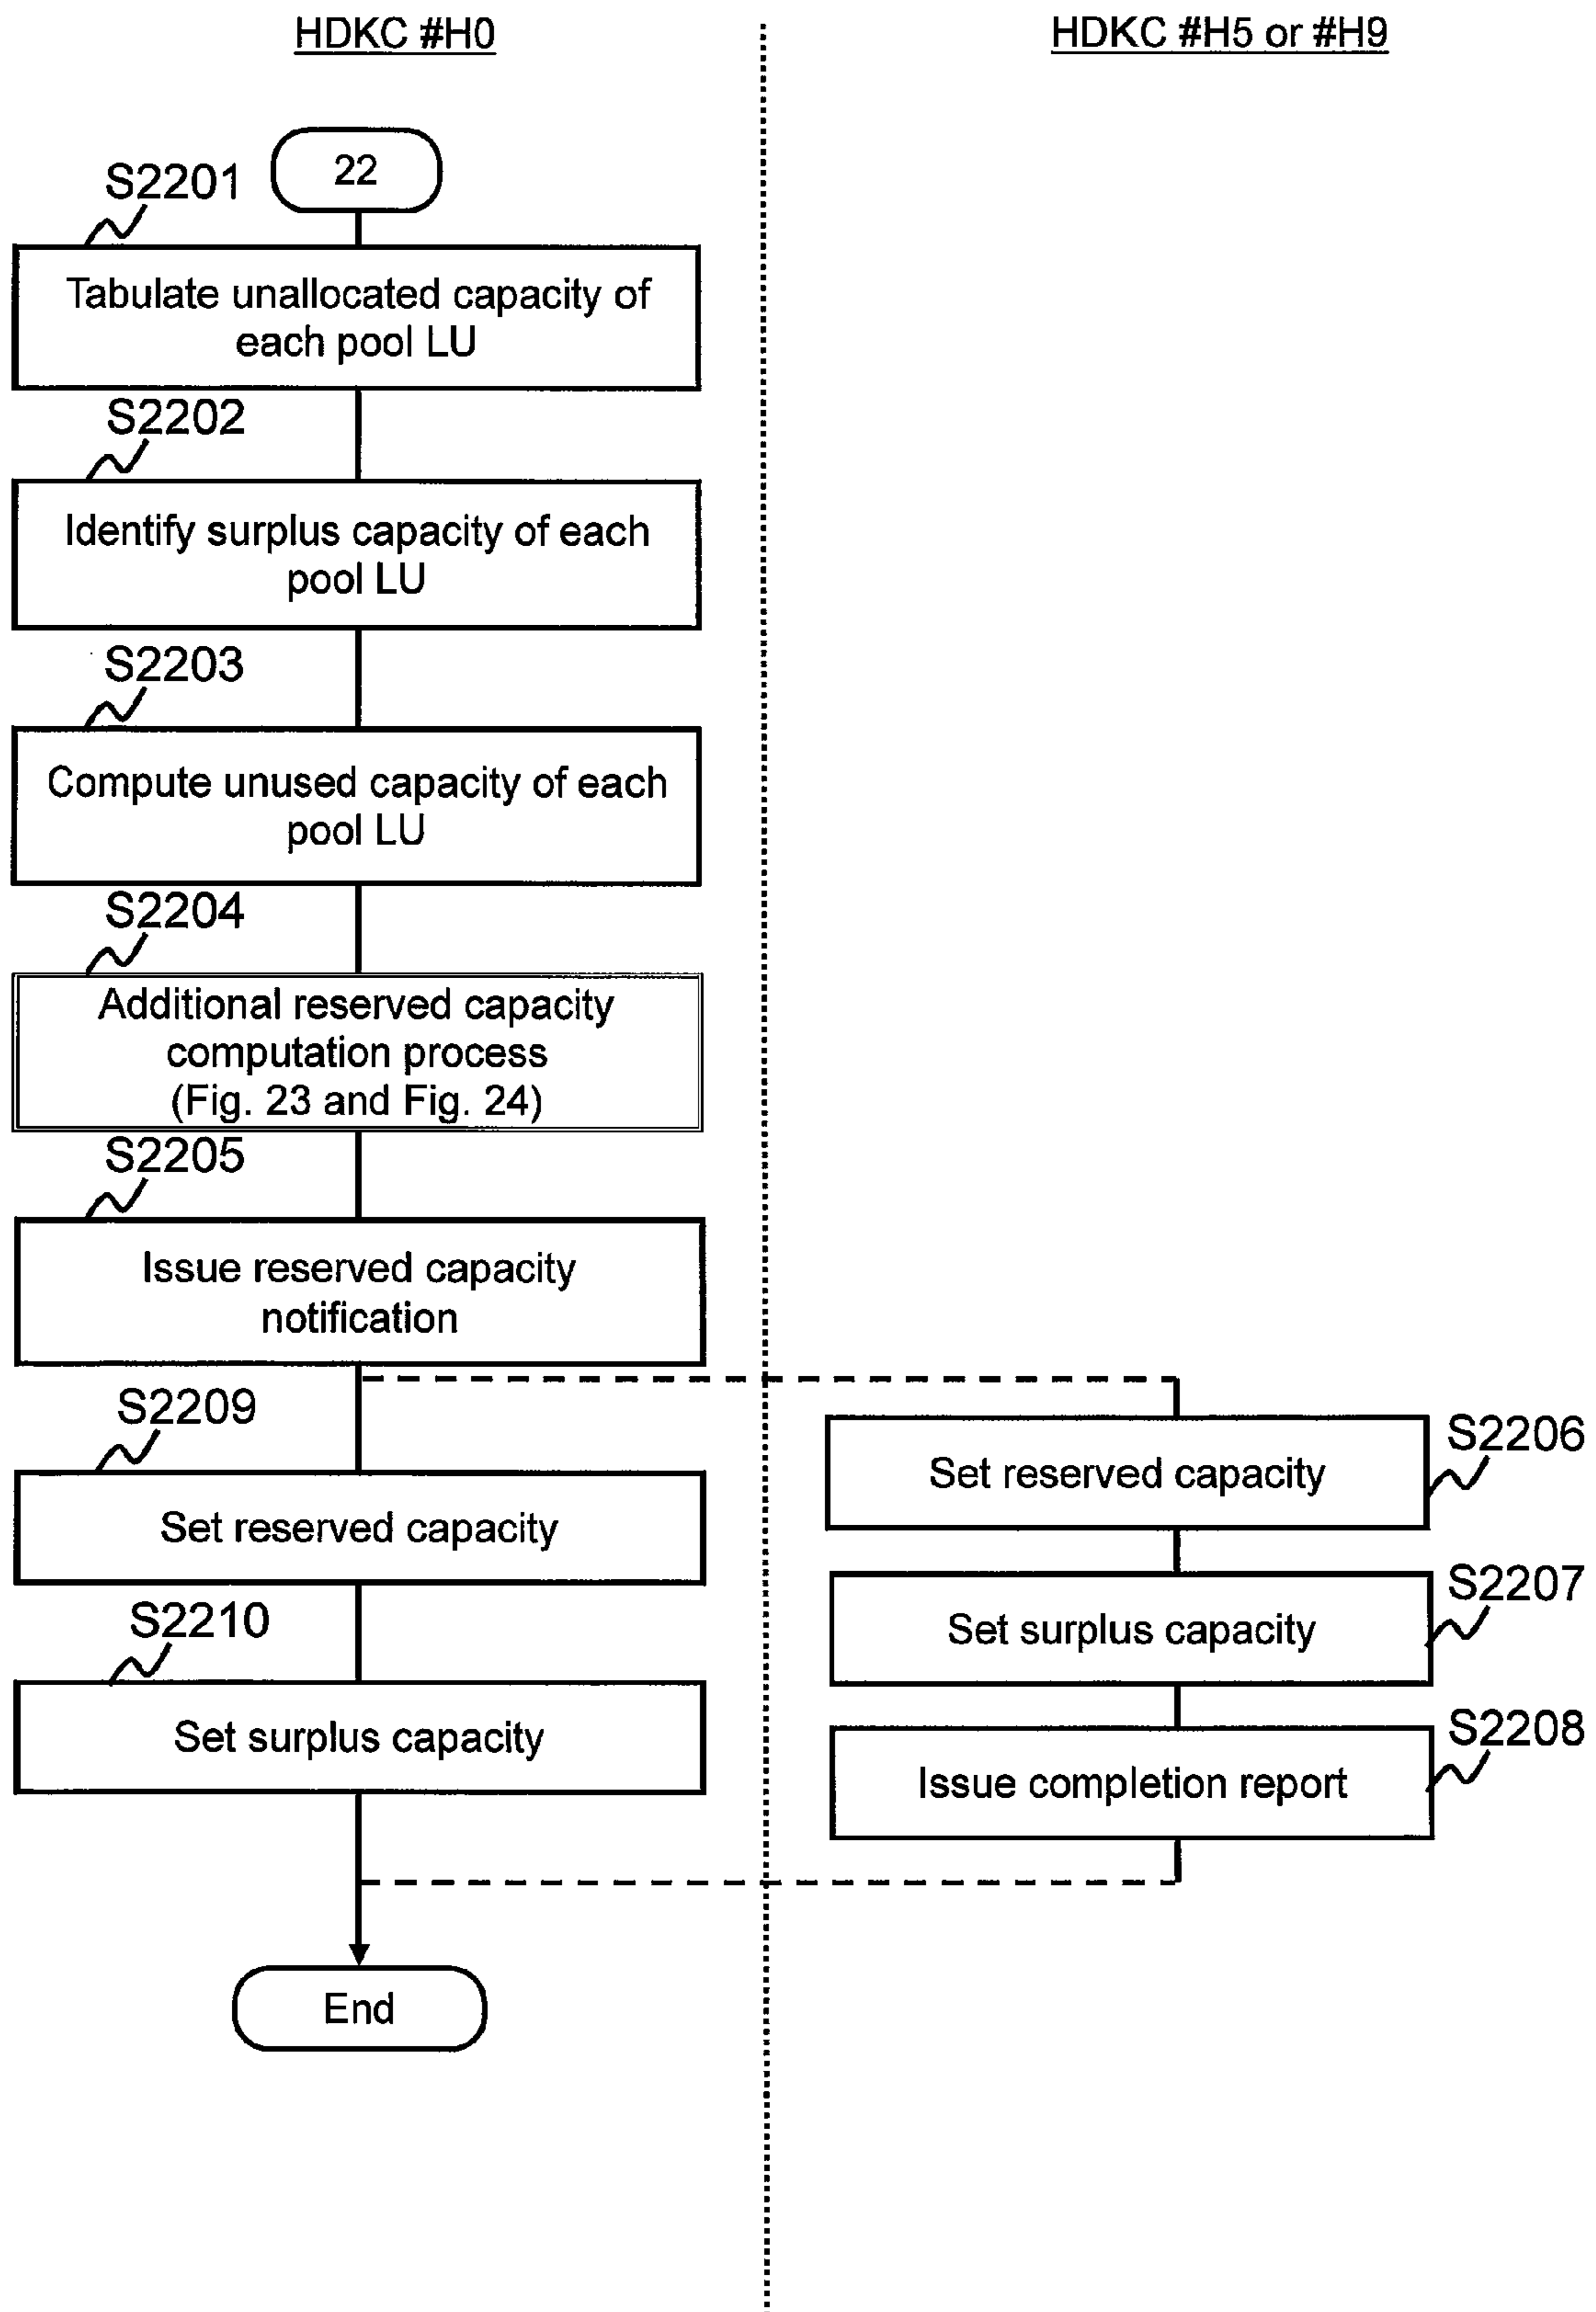 HDKC #H0
HDKC #H5 or #H9
22
S2201
Tabulate unallocated capacity of
each pool LU
S2202
Identify surplus capacity of each
pool LU
S2203
Compute unused capacity of each
pool LU
S2204
Additional reserved capacity
computation process
(Fig. 23 and Fig. 24)
S2205
Issue reserved capacity
notification
S2209
Set reserved capacity
S2210
Set surplus capacity
End
S2206
Set reserved capacity
S2207
Set surplus capacity
S2208
Issue completion report